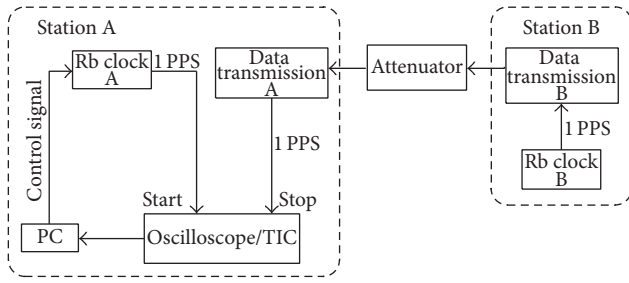 Station A
Rb clock
A
1 PPS
Control signal
PC
Data
transmission
A
1 PPS
Start
Stop
Oscilloscope/TIC
Attenuator
Station B
Data
transmission
B
1 PPS
Rb clock
B